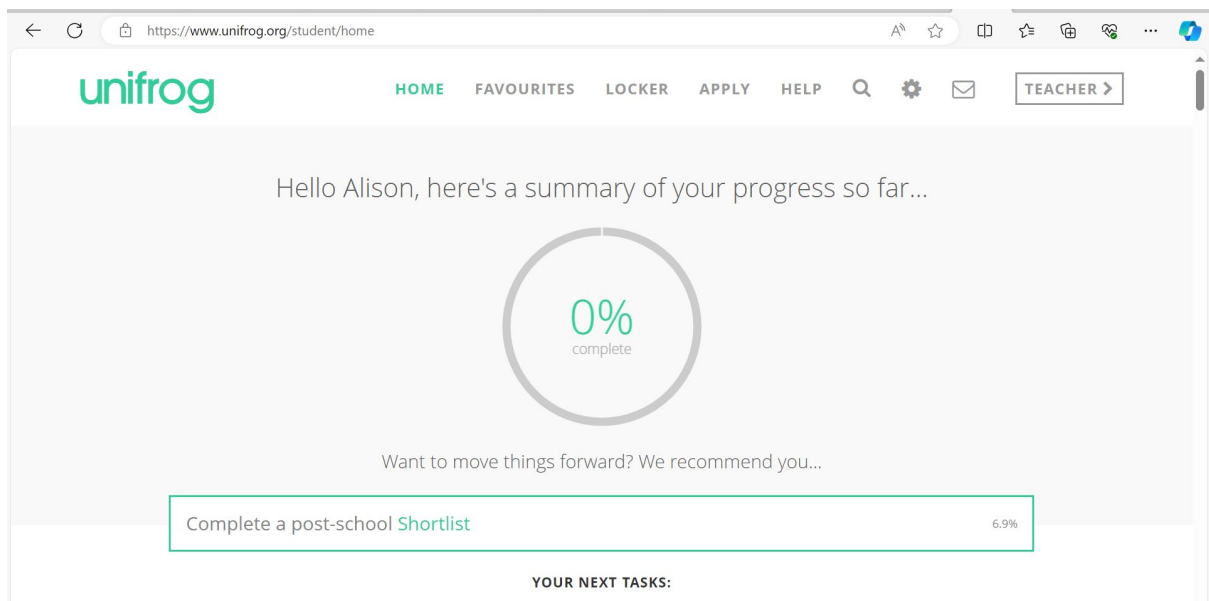 https://www.unifrog.org/student/home
unifrog
HOME FAVOURITES LOCKER APPLY HELP TEACHER >
Hello Alison, here's a summary of your progress so far...
0%
complete
Want to move things forward? We recommend you...
Complete a post-school Shortlist 6.9%
YOUR NEXT TASKS: